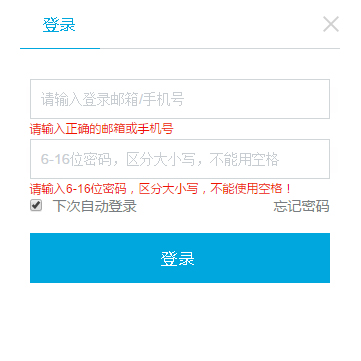 登录
请输入登录邮箱/手机号
请输入正确的邮箱或手机号
6-16位密码，区分大小写，不能用空格
请输入6-16位密码，区分大小写，不能使用空格！
下次自动登录 忘记密码
登录